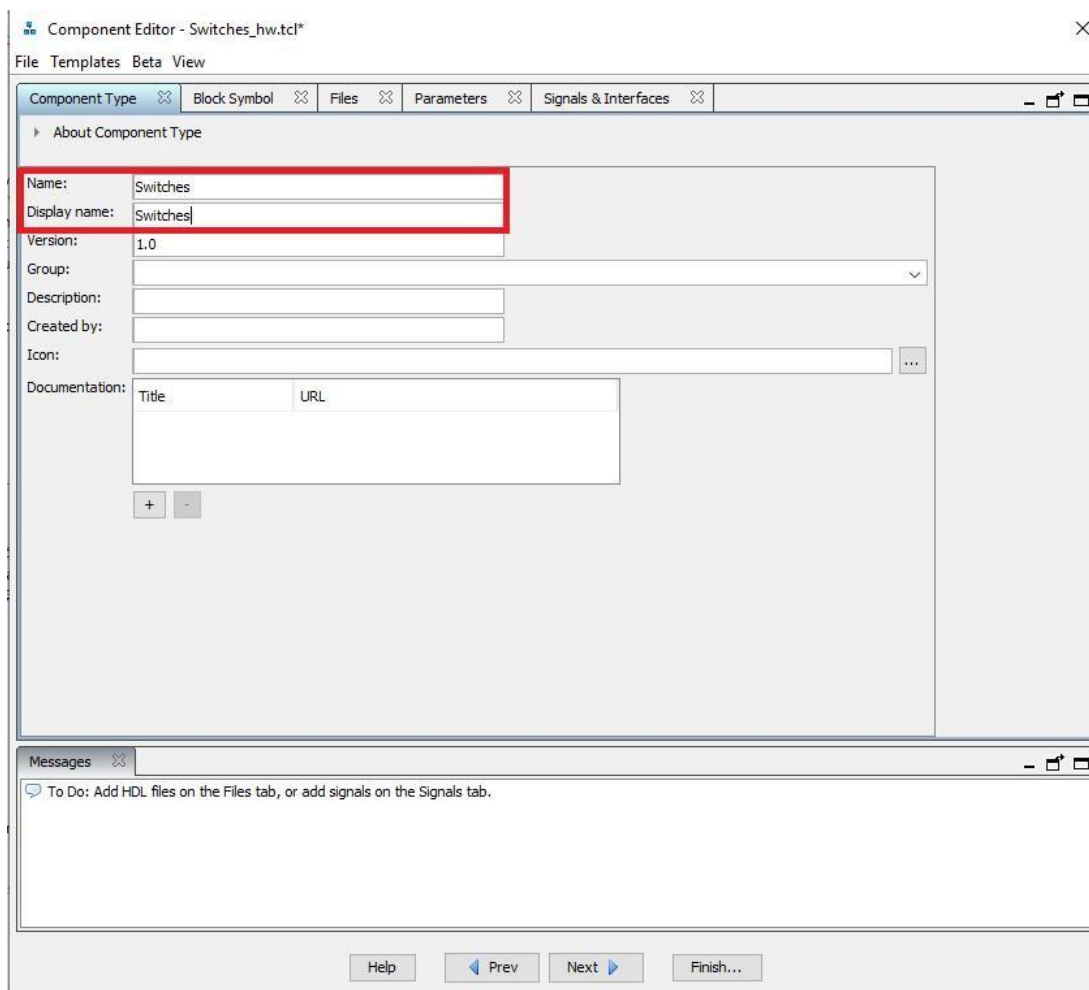 Component Editor - Switches_hw.tcl*
File Templates Beta View
Component Type Block Symbol Files Parameters Signals & Interfaces
About Component Type
Name: Switches
Display name: Switches
Version: 1.0
Group:
Description:
Created by:
Icon: ...
Documentation: Title URL
+ -
Messages
To Do: Add HDL files on the Files tab, or add signals on the Signals tab.
Help Prev Next Finish...